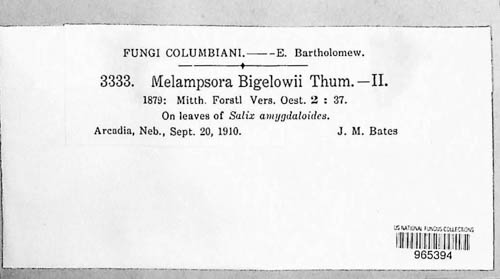 FUNGI COLUMBIANI.——E. Bartholomew.
3333. Melampsora Bigelowii Thum.—II.
1879: Mitth. Forstl Vers. Oest. 2 : 37.
On leaves of Salix amygdaloides.
Arcadia, Neb., Sept. 20, 1910. J. M. Bates
US NATIONAL FUNGUS COLLECTIONS
965394